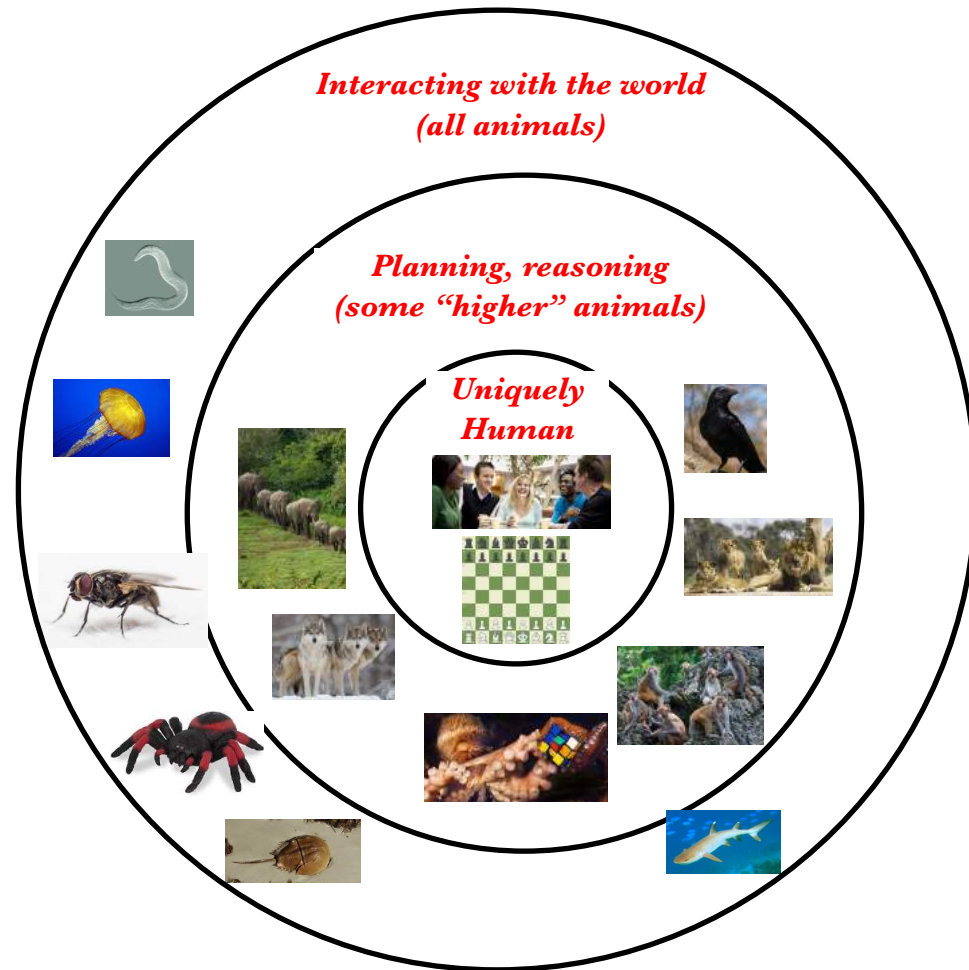 Interacting with the world
(all animals)
Planning, reasoning
(some “higher” animals)
Uniquely
Human